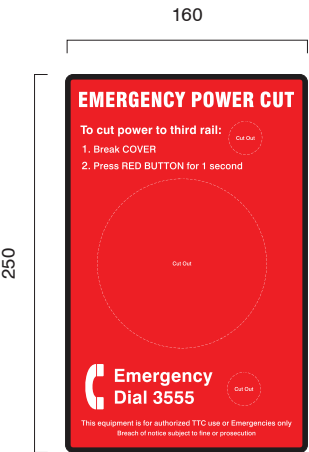 160
250
EMERGENCY POWER CUT
To cut power to third rail:
Cut Out
1. Break COVER
2. Press RED BUTTON for 1 second
Cut Out
Emergency
Dial 3555
Cut Out
This equipment is for authorized TTC use or Emergencies only
Breach of notice subject to fine or prosecution